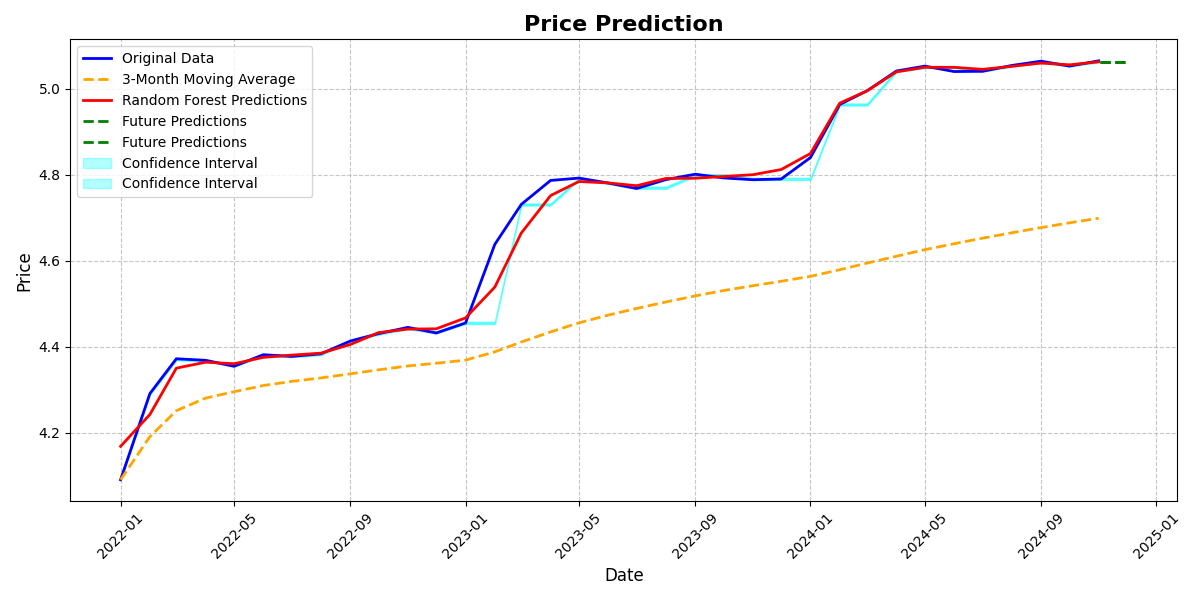 Price Prediction
Original Data
3-Month Moving Average
Random Forest Predictions
Future Predictions
Future Predictions
Confidence Interval
Confidence Interval
Price
5.0
4.8
4.6
4.4
4.2
2022-01
2022-05
2022-09
2023-01
2023-05
2023-09
2024-01
2024-05
2024-09
2025-01
Date